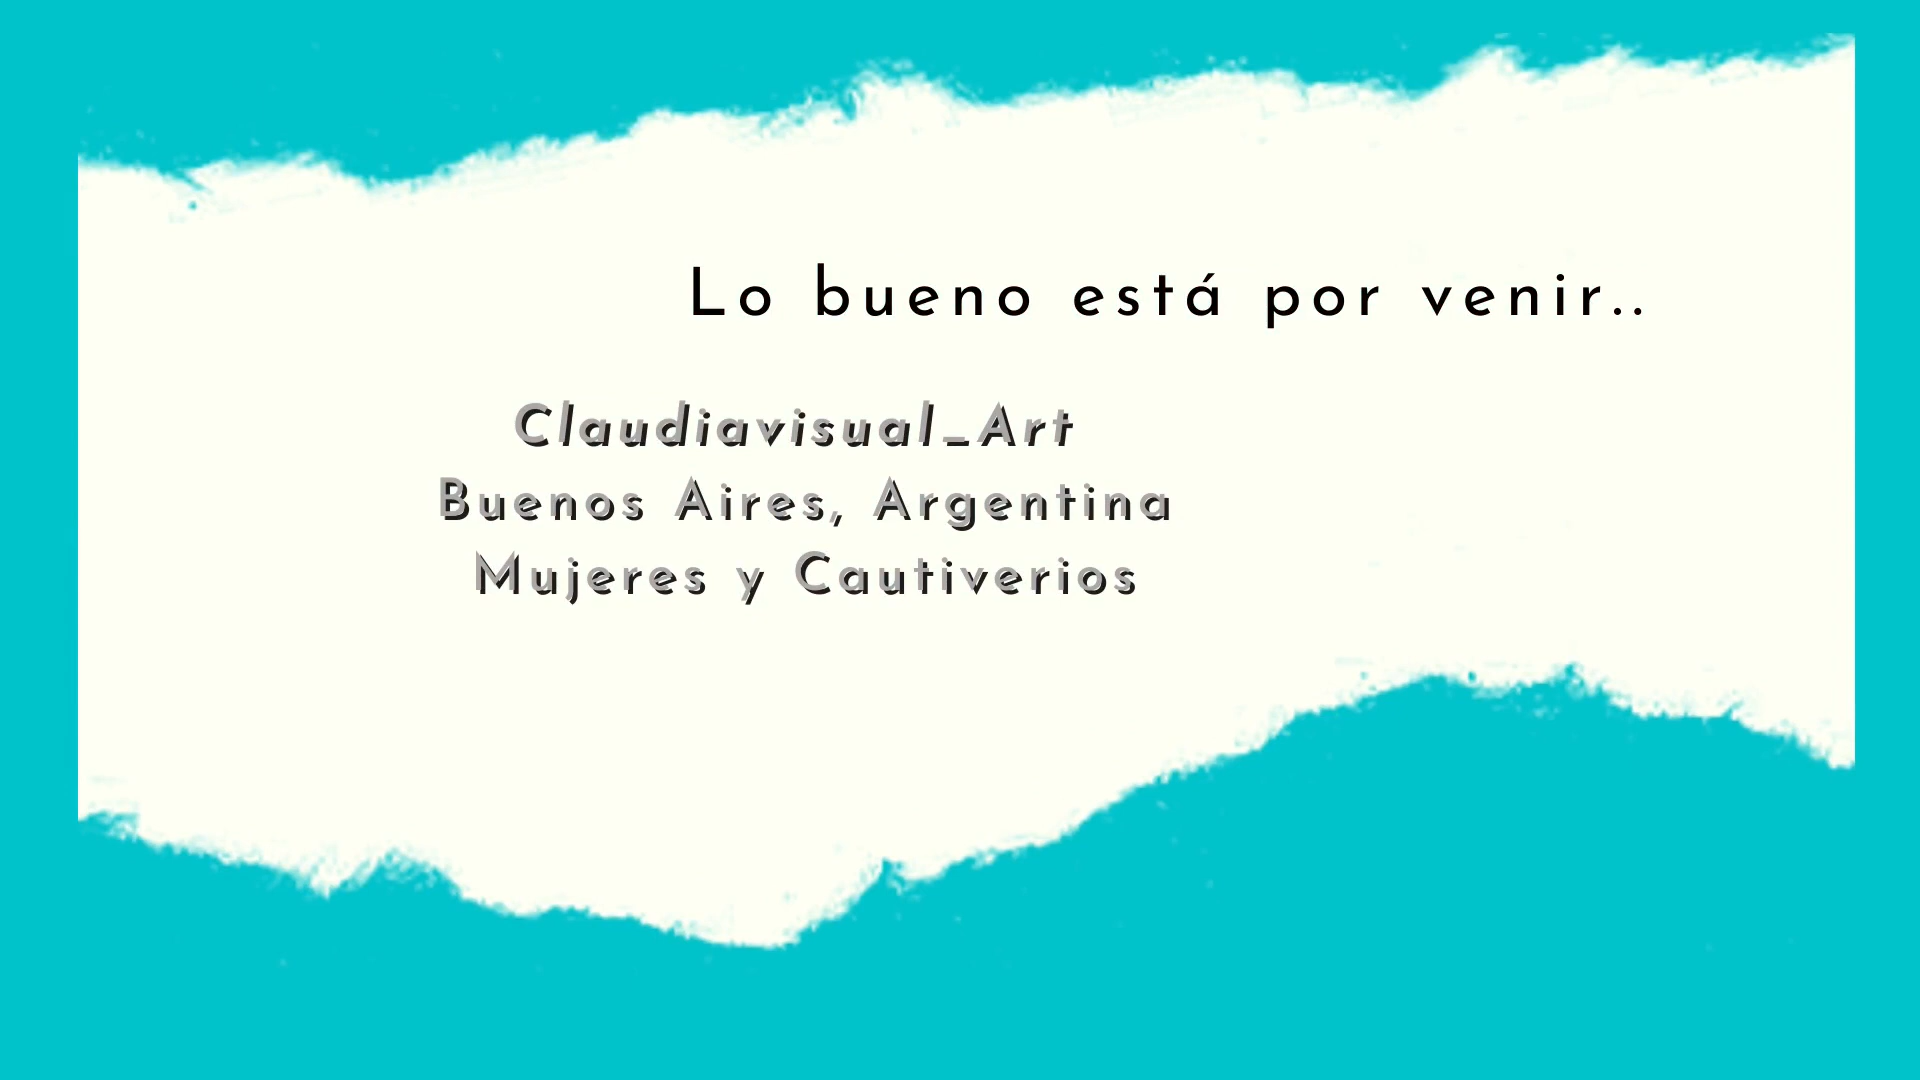 Lo bueno está por venir..
Claudiavisual_Art
Buenos Aires, Argentina
Mujeres y Cautiverios